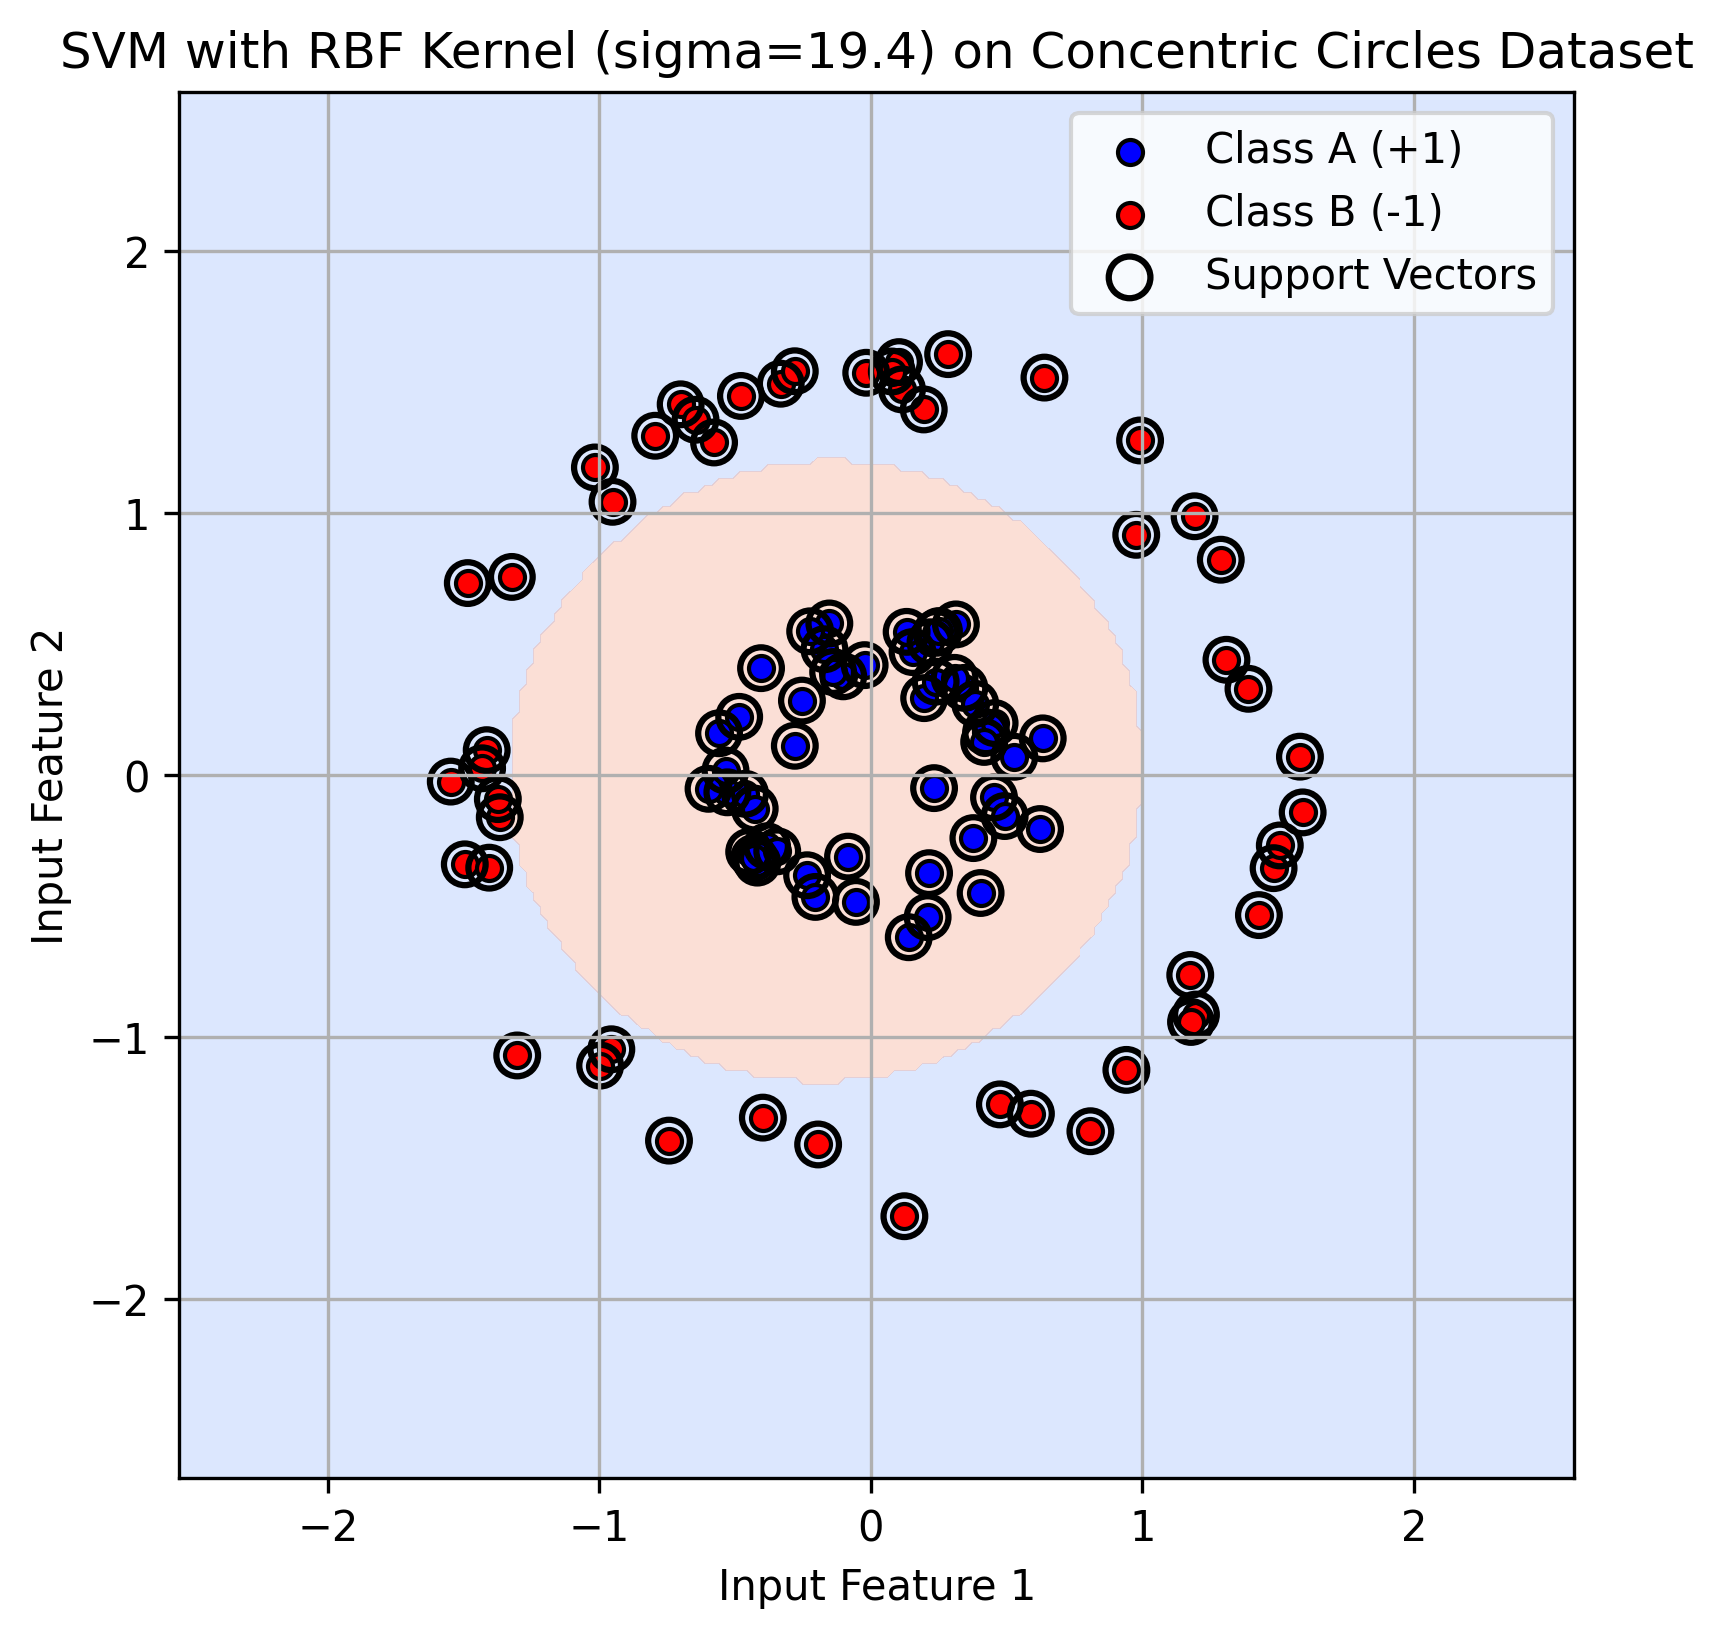 SVM with RBF Kernel (sigma=19.4) on Concentric Circles Dataset
Class A (+1)
Class B (-1)
Support Vectors
Input Feature 2
2
1
0
−1
−2
−2
−1
0
1
2
Input Feature 1